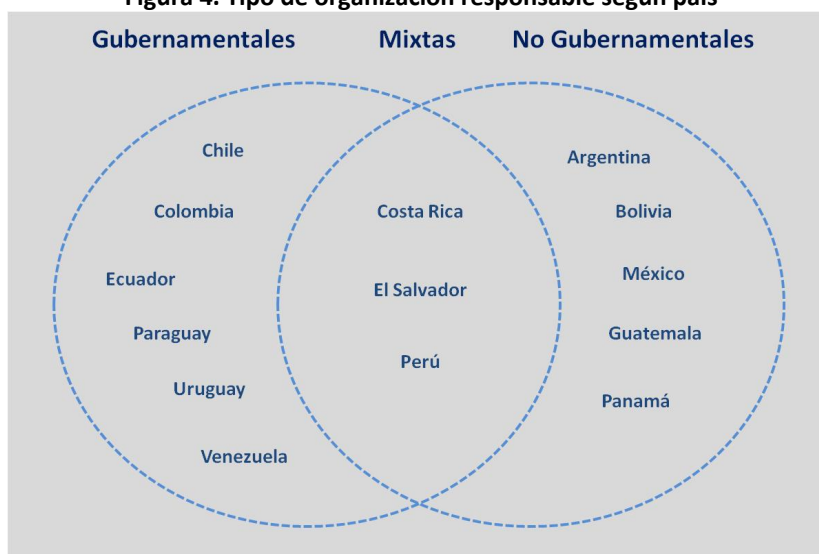 Figura 4. Tipo de organización responsable según país
Gubernamentales Mixtas No Gubernamentales
Chile
Colombia
Ecuador
Paraguay
Uruguay
Venezuela
Costa Rica
El Salvador
Perú
Argentina
Bolivia
México
Guatemala
Panamá